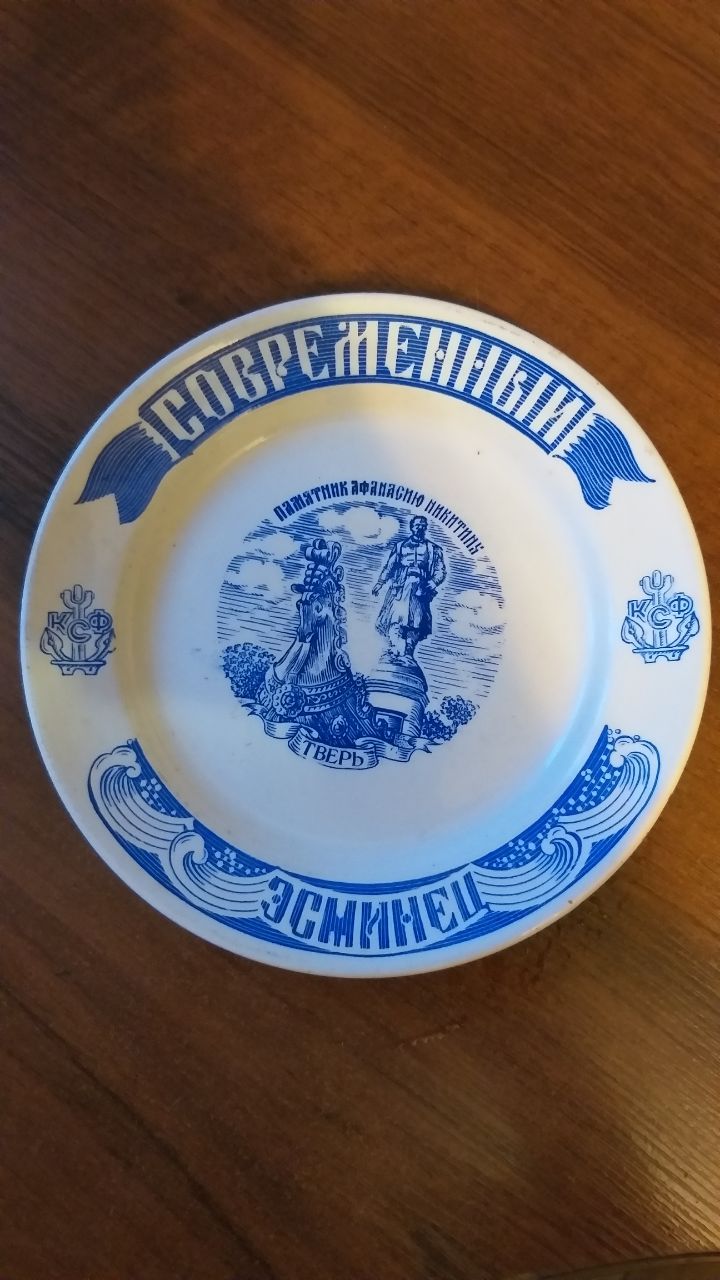 СОВРЕМЕННЫЙ
ПАМЯТНИК АФАНАСИЮ НИКИТИНУ
КСФ
КСФ
ТВЕРЬ
ЭСМИНЕЦ